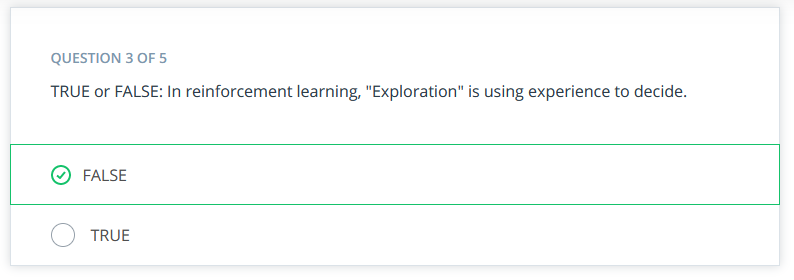 QUESTION 3 OF 5
TRUE or FALSE: In reinforcement learning, "Exploration" is using experience to decide.
FALSE
TRUE